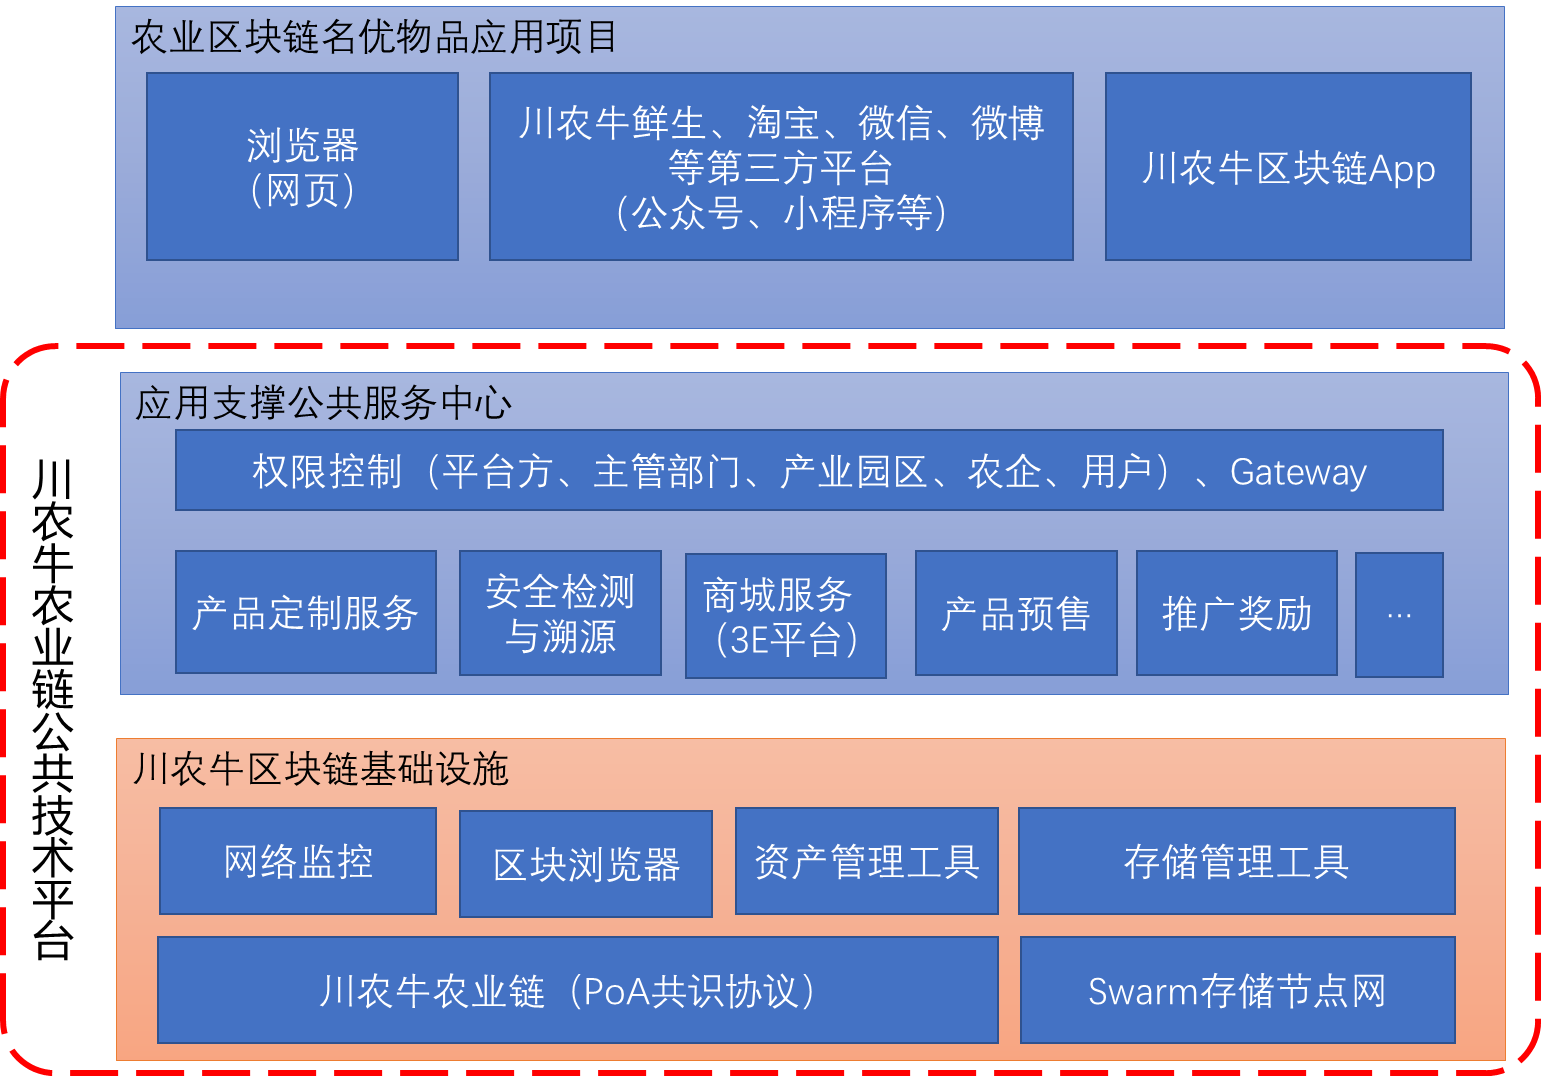 农业区块链名优物品应用项目
浏览器
（网页）
川农牛鲜生、淘宝、微信、微博
等第三方平台
（公众号、小程序等）
川农牛区块链App
川农牛农业链公共技术平台
应用支撑公共服务中心
权限控制（平台方、主管部门、产业园区、农企、用户）、Gateway
产品定制服务
安全检测
与溯源
商城服务
（3E平台）
产品预售
推广奖励
...
川农牛区块链基础设施
网络监控
区块浏览器
资产管理工具
存储管理工具
川农牛农业链（PoA共识协议）
Swarm存储节点网